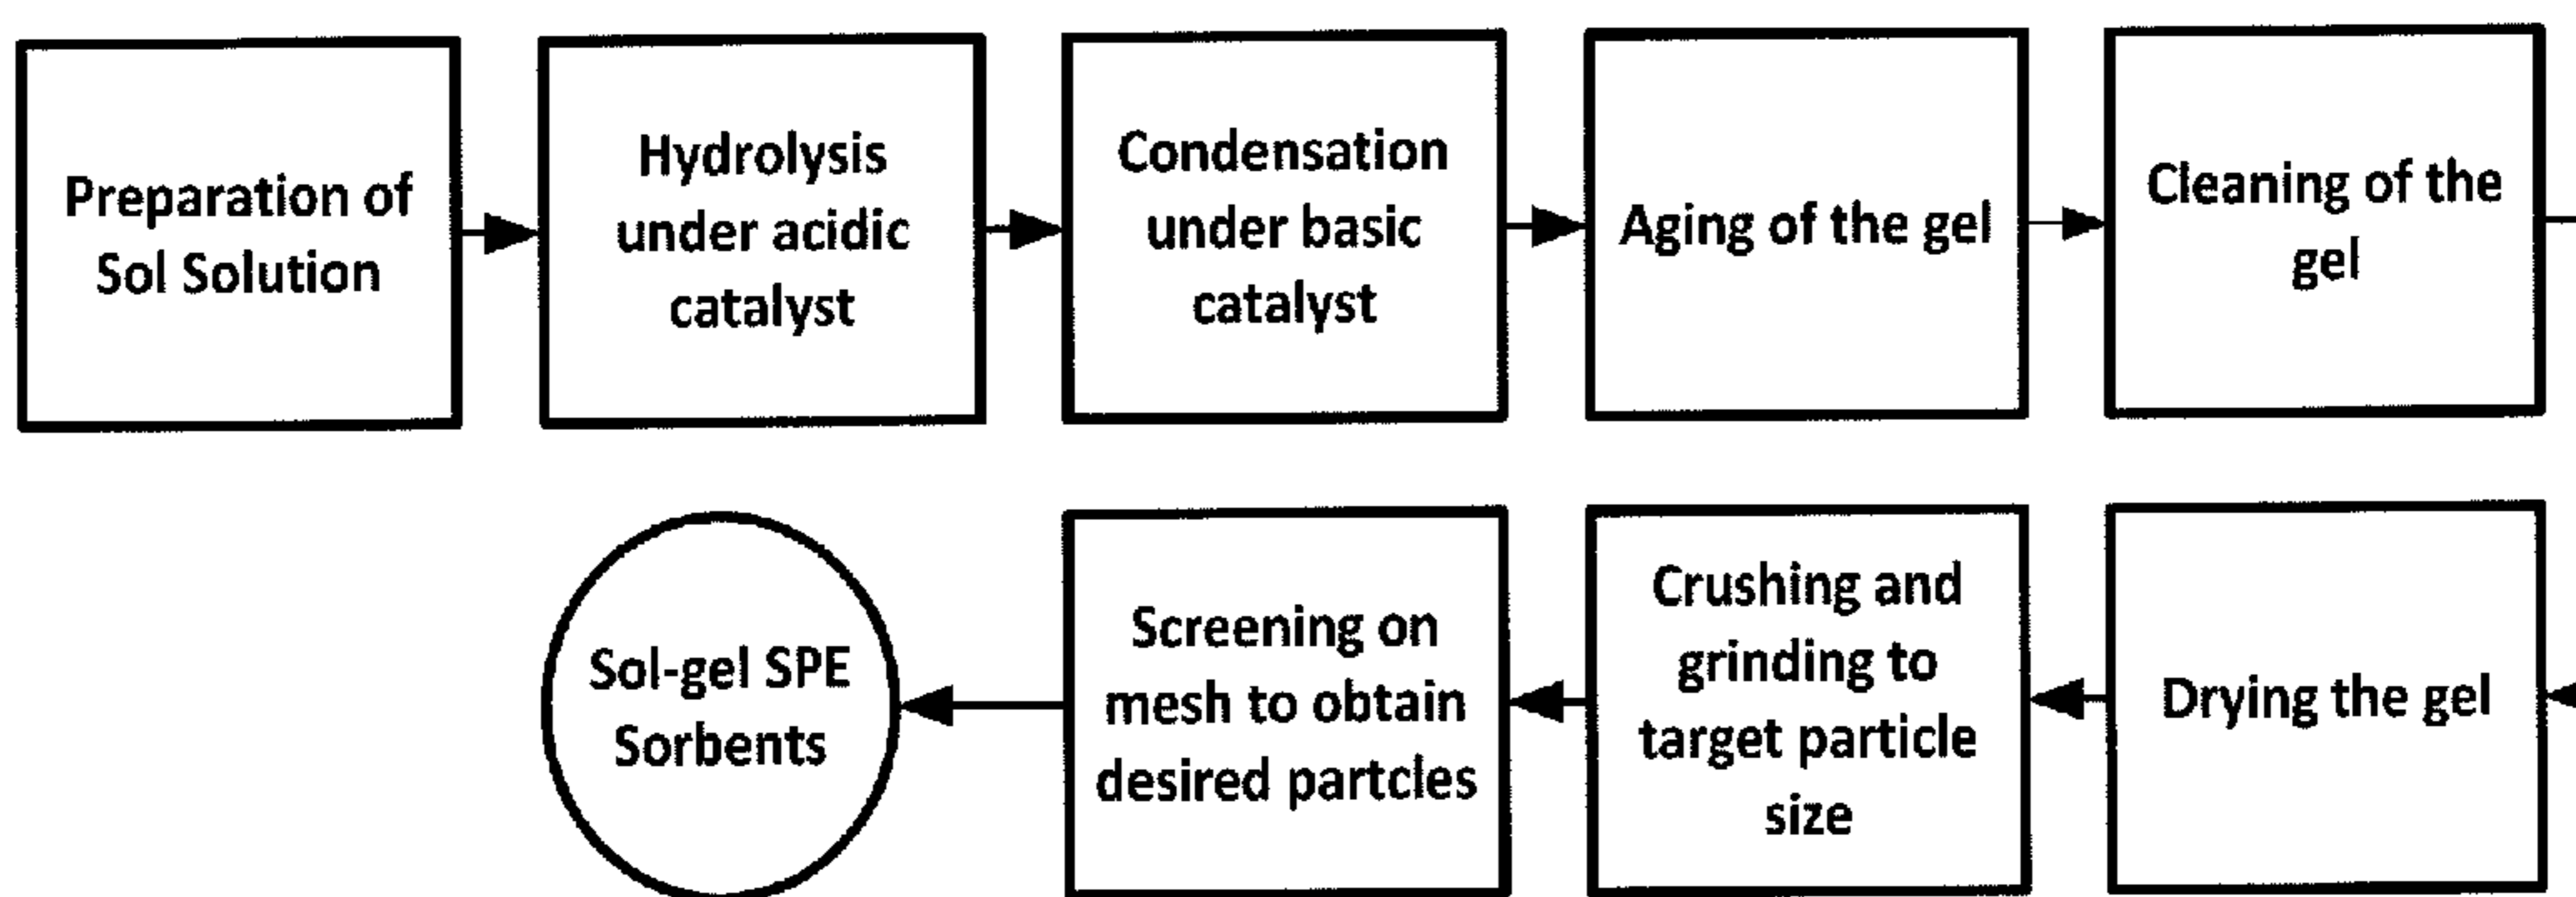 Preparation of
Sol Solution
Hydrolysis
under acidic
catalyst
Condensation
under basic
catalyst
Aging of the gel
Cleaning of the
gel
Drying the gel
Crushing and
grinding to
target particle
size
Screening on
mesh to obtain
desired partcles
Sol-gel SPE
Sorbents